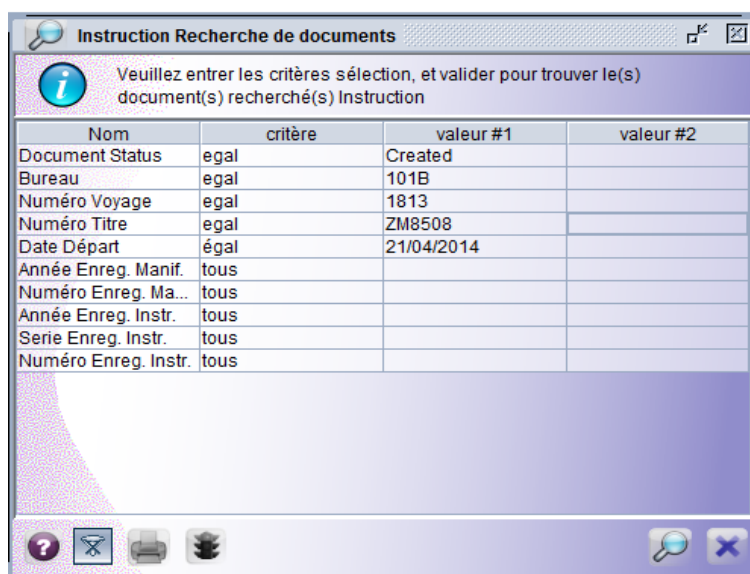 Instruction Recherche de documents
Veuillez entrer les critères sélection, et valider pour trouver le(s)
document(s) recherché(s) Instruction
Nom critère valeur #1 valeur #2
Document Status egal Created
Bureau egal 101B
Numéro Voyage egal 1813
Numéro Titre egal ZM8508
Date Départ égal 21/04/2014
Année Enreg. Manif. tous
Numéro Enreg. Ma... tous
Année Enreg. Instr. tous
Serie Enreg. Instr. tous
Numéro Enreg. Instr. tous